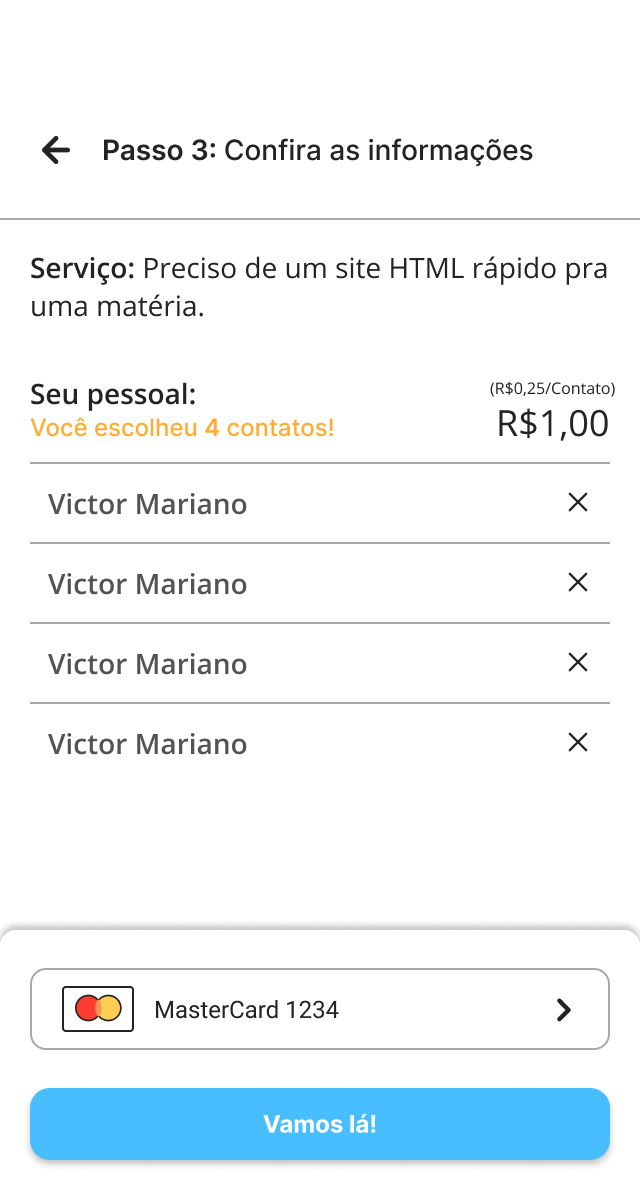 Passo 3: Confira as informações
Serviço: Preciso de um site HTML rápido pra
uma matéria.
Seu pessoal:
(R$0,25/Contato)
Você escolheu 4 contatos!
R$1,00
Victor Mariano
Victor Mariano
Victor Mariano
Victor Mariano
MasterCard 1234
Vamos lá!